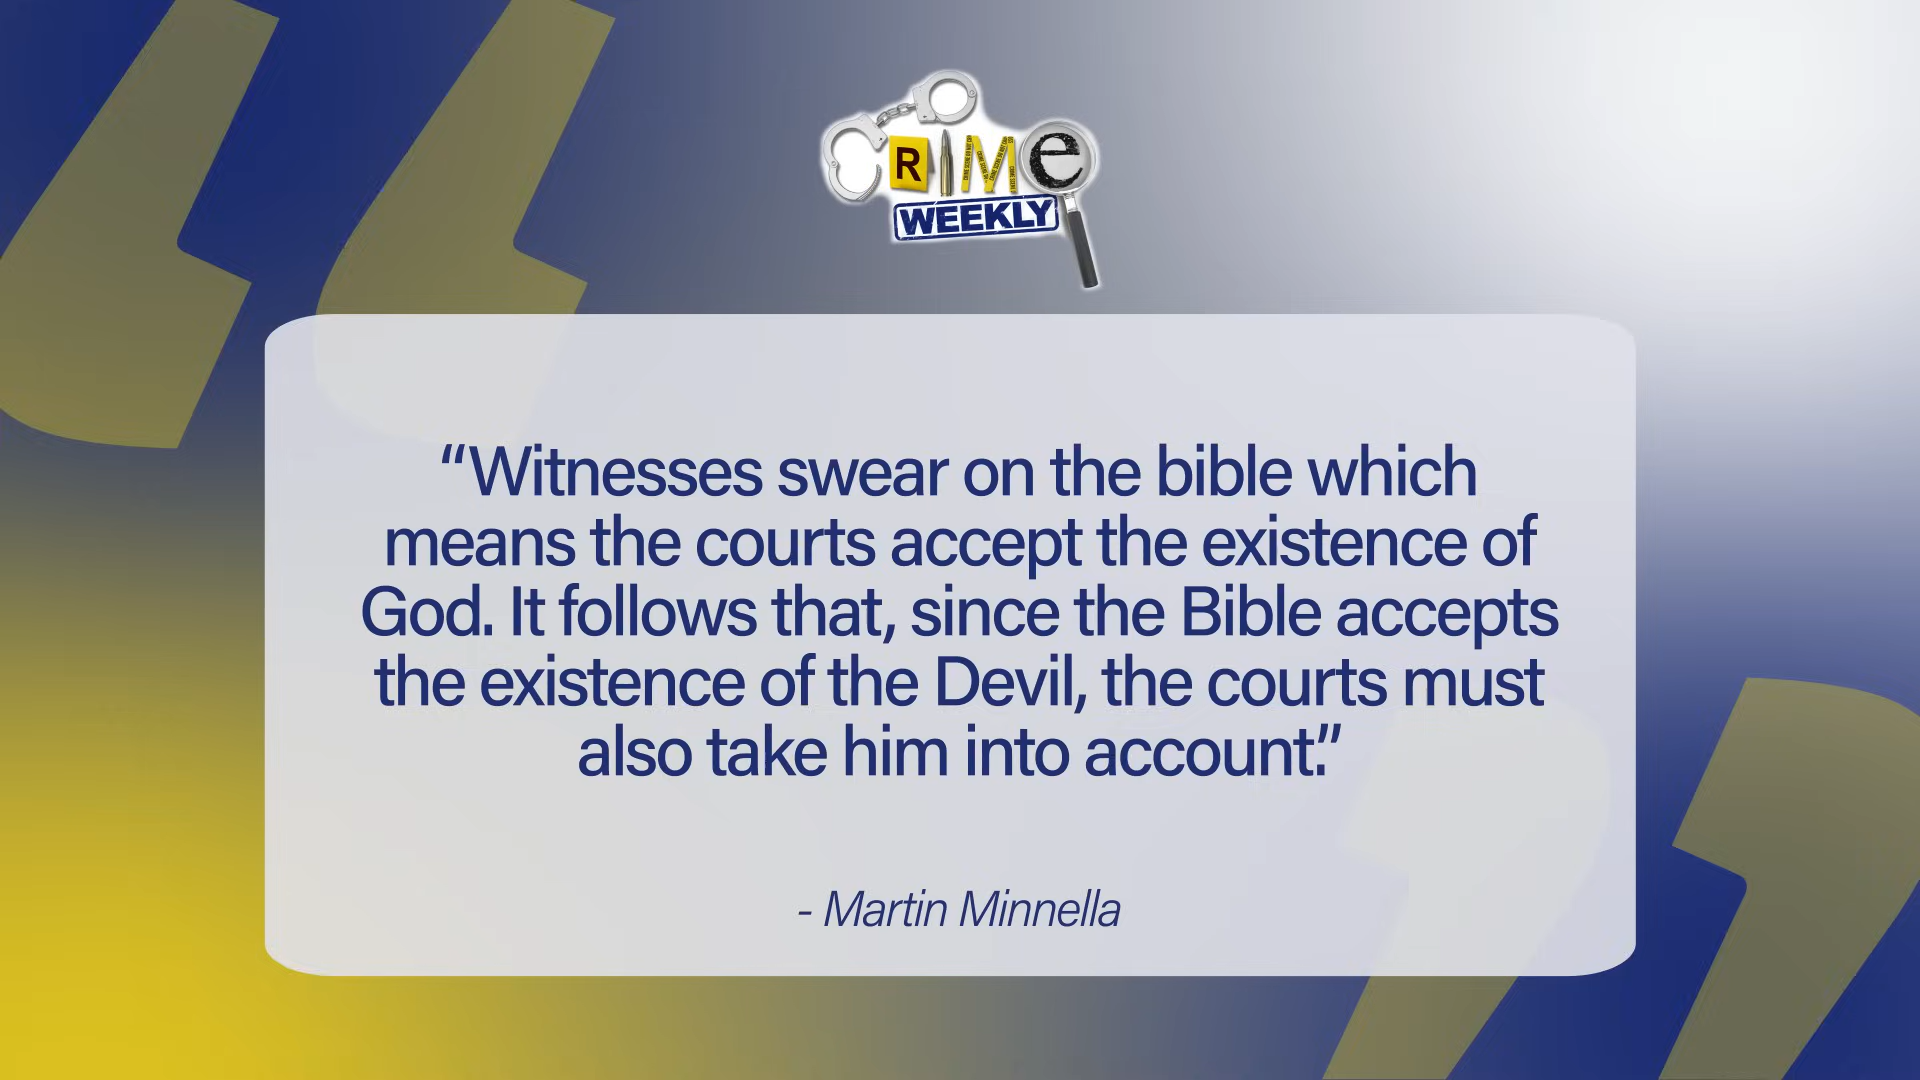 CRIMe
WEEKLY
“Witnesses swear on the bible which
means the courts accept the existence of
God. It follows that, since the Bible accepts
the existence of the Devil, the courts must
also take him into account.”
- Martin Minnella